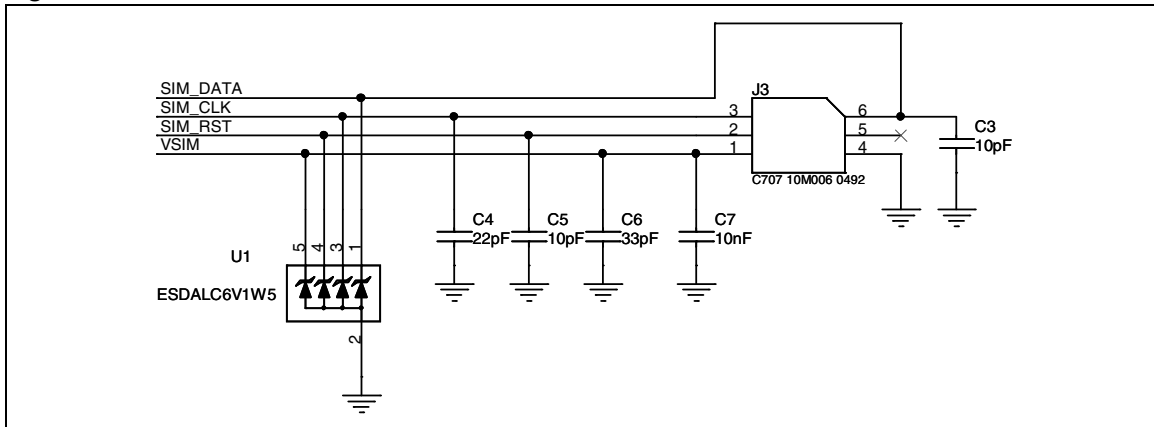 SIM_DATA
SIM_CLK
SIM_RST
VSIM
J3
3
2
1
6
5
4
C707 10M006 0492
C3
10pF
C4
22pF
C5
10pF
C6
33pF
C7
10nF
U1
ESDALC6V1W5
5
4
3
1
2